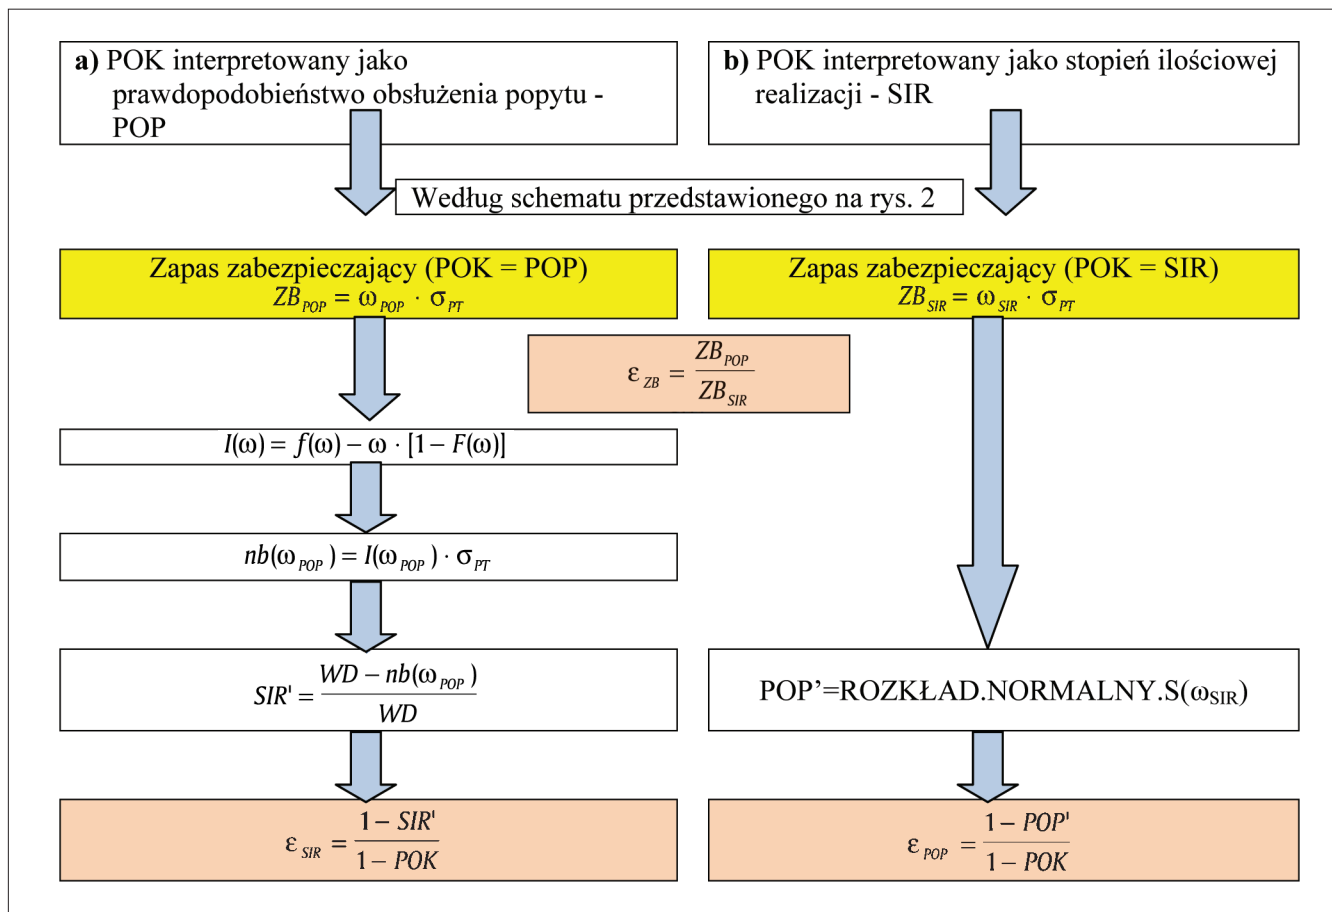 a) POK interpretowany jako
prawdopodobieństwo obsłużenia popytu -
POP
b) POK interpretowany jako stopień ilościowej
realizacji - SIR
Według schematu przedstawionego na rys. 2
Zapas zabezpieczający (POK = POP)
ZB_POP = ω_POP · σ_PT
Zapas zabezpieczający (POK = SIR)
ZB_SIR = ω_SIR · σ_PT
ε_ZB = ZB_POP / ZB_SIR
I(ω) = f(ω) – ω · [1 – F(ω)]
nb(ω_POP) = I(ω_POP) · σ_PT
SIR' = (WD – nb(ω_POP)) / WD
POP’=ROZKŁAD.NORMALNY.S(ω_SIR)
ε_SIR = (1 – SIR') / (1 – POK)
ε_POP = (1 – POP') / (1 – POK)